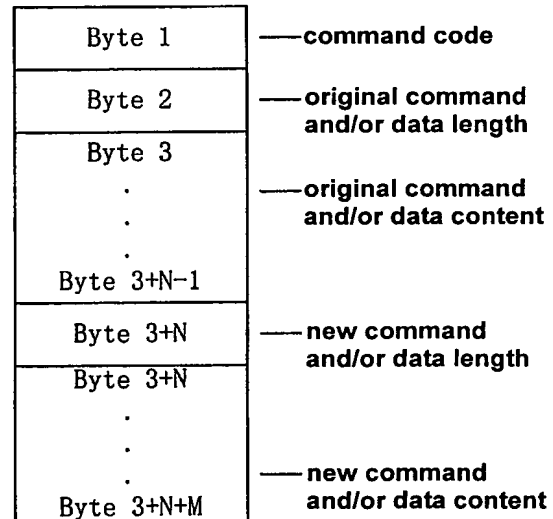 Byte 1
command code
Byte 2
original command
and/or data length
Byte 3
.
.
.
Byte 3+N-1
original command
and/or data content
Byte 3+N
new command
and/or data length
Byte 3+N
.
.
.
Byte 3+N+M
new command
and/or data content